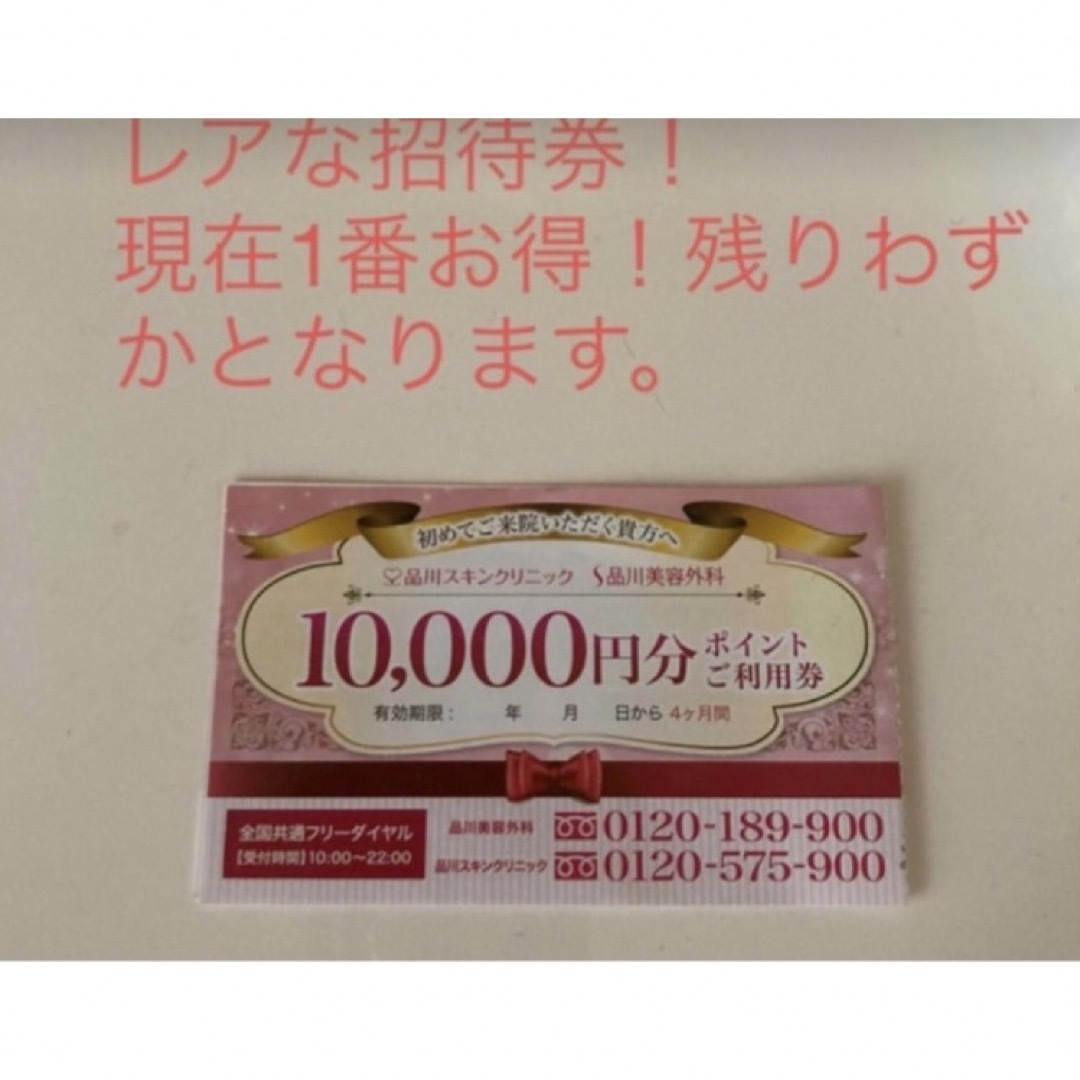 レアな招待券！
現在1番お得！残りわず
かとなります。
初めてご来院いただく貴方へ
品川スキンクリニック 品川美容外科
10,000円分 ポイント
ご利用券
有効期限： 年 月 日から 4ヶ月間
全国共通フリーダイヤル
【受付時間】10:00〜22:00
品川美容外科 0120-189-900
品川スキンクリニック 0120-575-900